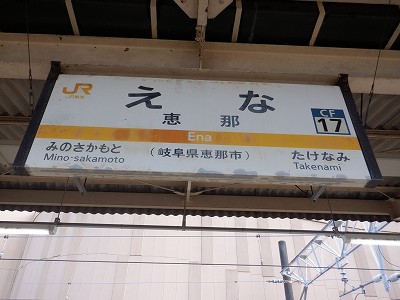 JR
えな
恵那
CF
17
Ena
みのさかもと
Mino-sakamoto
(岐阜県恵那市)
たけなみ
Takenami